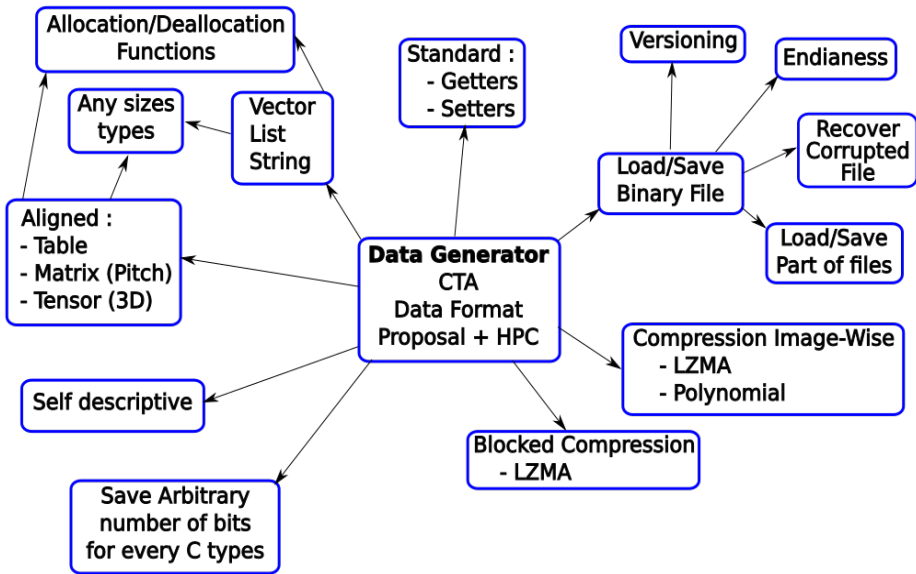 Allocation/Deallocation
Functions
Standard :
- Getters
- Setters
Versioning
Endianess
Any sizes
types
Vector
List
String
Load/Save
Binary File
Recover
Corrupted
File
Aligned :
- Table
- Matrix (Pitch)
- Tensor (3D)
Load/Save
Part of files
Data Generator
CTA
Data Format
Proposal + HPC
Compression Image-Wise
- LZMA
- Polynomial
Self descriptive
Blocked Compression
- LZMA
Save Arbitrary
number of bits
for every C types